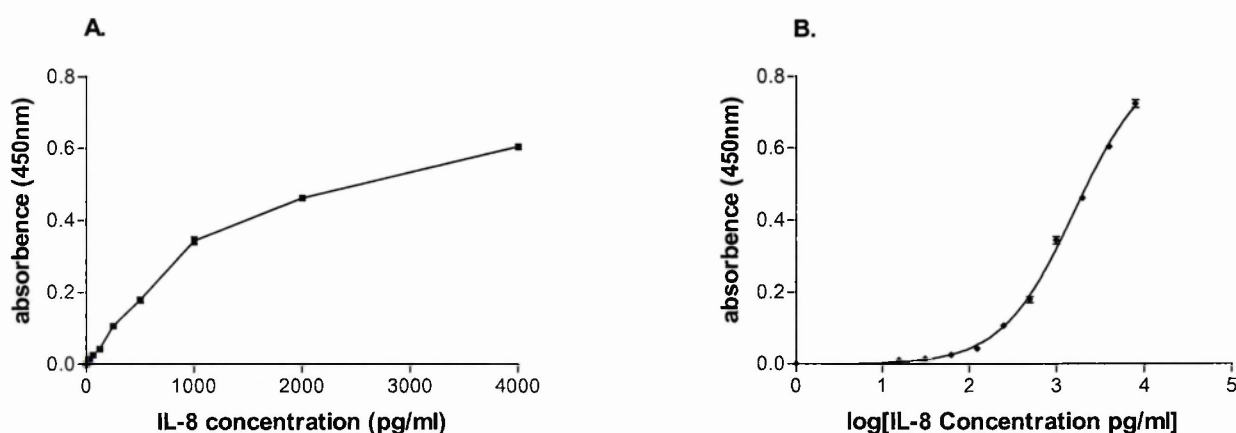 A.
0.8
0.6
0.4
0.2
0.0
absorbence (450nm)
0 1000 2000 3000 4000
IL-8 concentration (pg/ml)
B.
0.8
0.6
0.4
0.2
0.0
absorbence (450nm)
0 1 2 3 4 5
log[IL-8 Concentration pg/ml]